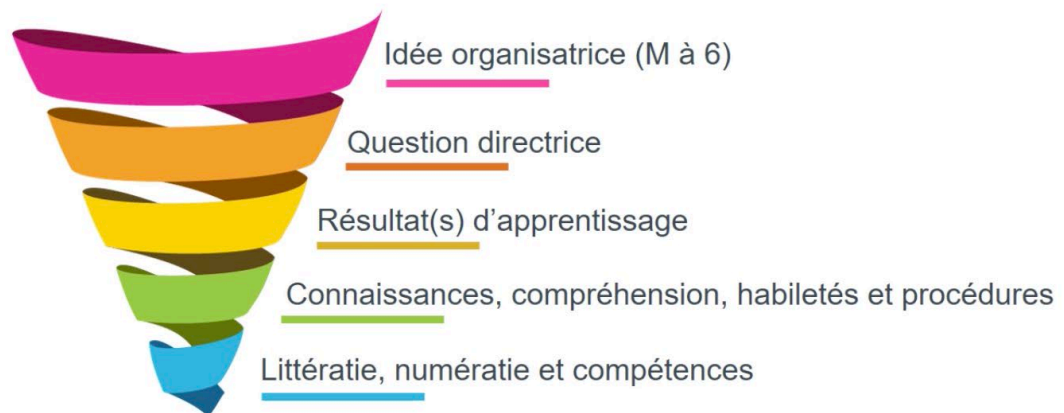 Idée organisatrice (M à 6)
Question directrice
Résultat(s) d’apprentissage
Connaissances, compréhension, habiletés et procédures
Littératie, numératie et compétences